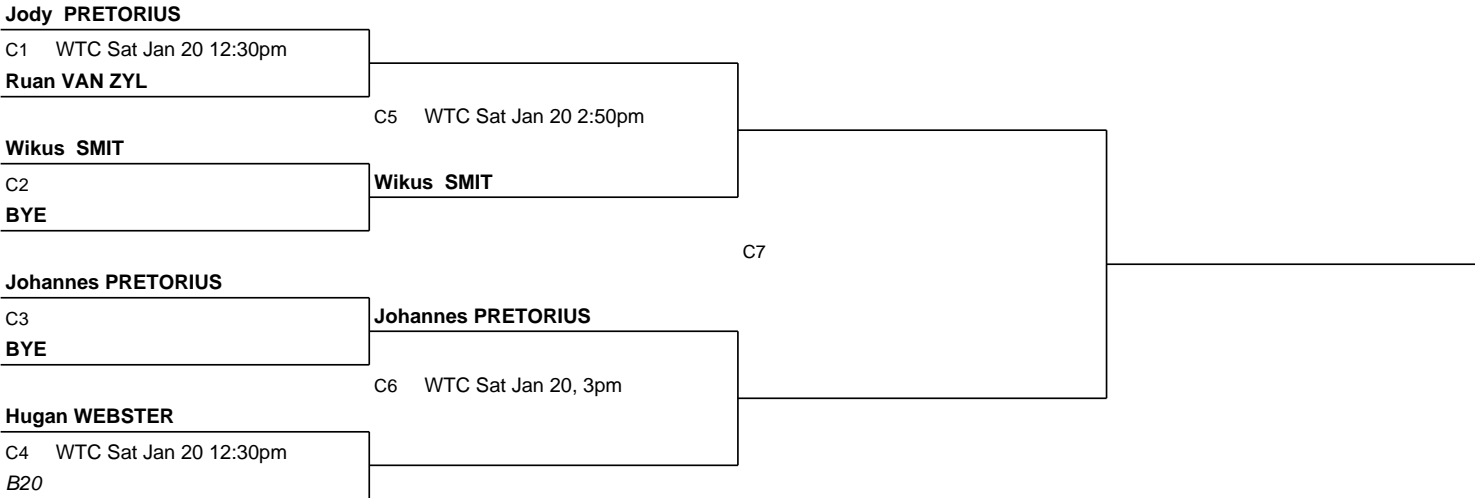 Jody PRETORIUS
C1 WTC Sat Jan 20 12:30pm
Ruan VAN ZYL
C5 WTC Sat Jan 20 2:50pm
Wikus SMIT
C2
Wikus SMIT
BYE
C7
Johannes PRETORIUS
C3
Johannes PRETORIUS
BYE
C6 WTC Sat Jan 20, 3pm
Hugan WEBSTER
C4 WTC Sat Jan 20 12:30pm
B20